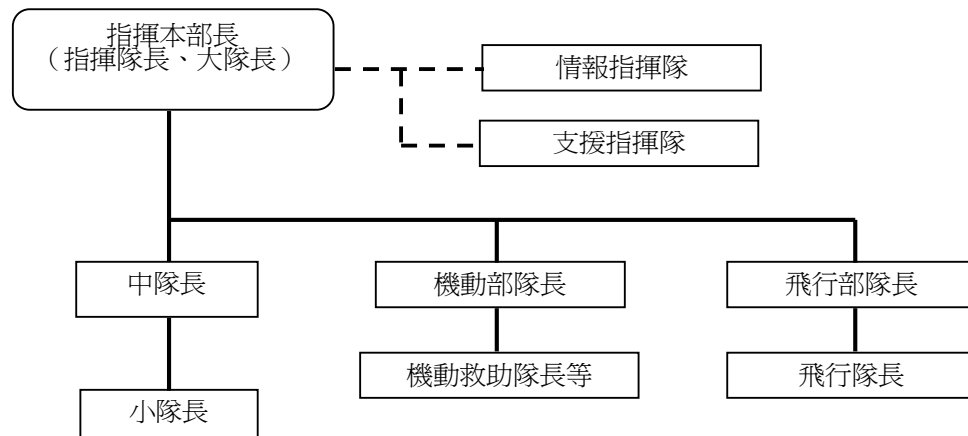 指揮本部長
（指揮隊長、大隊長）
情報指揮隊
支援指揮隊
中隊長
機動部隊長
飛行部隊長
小隊長
機動救助隊長等
飛行隊長